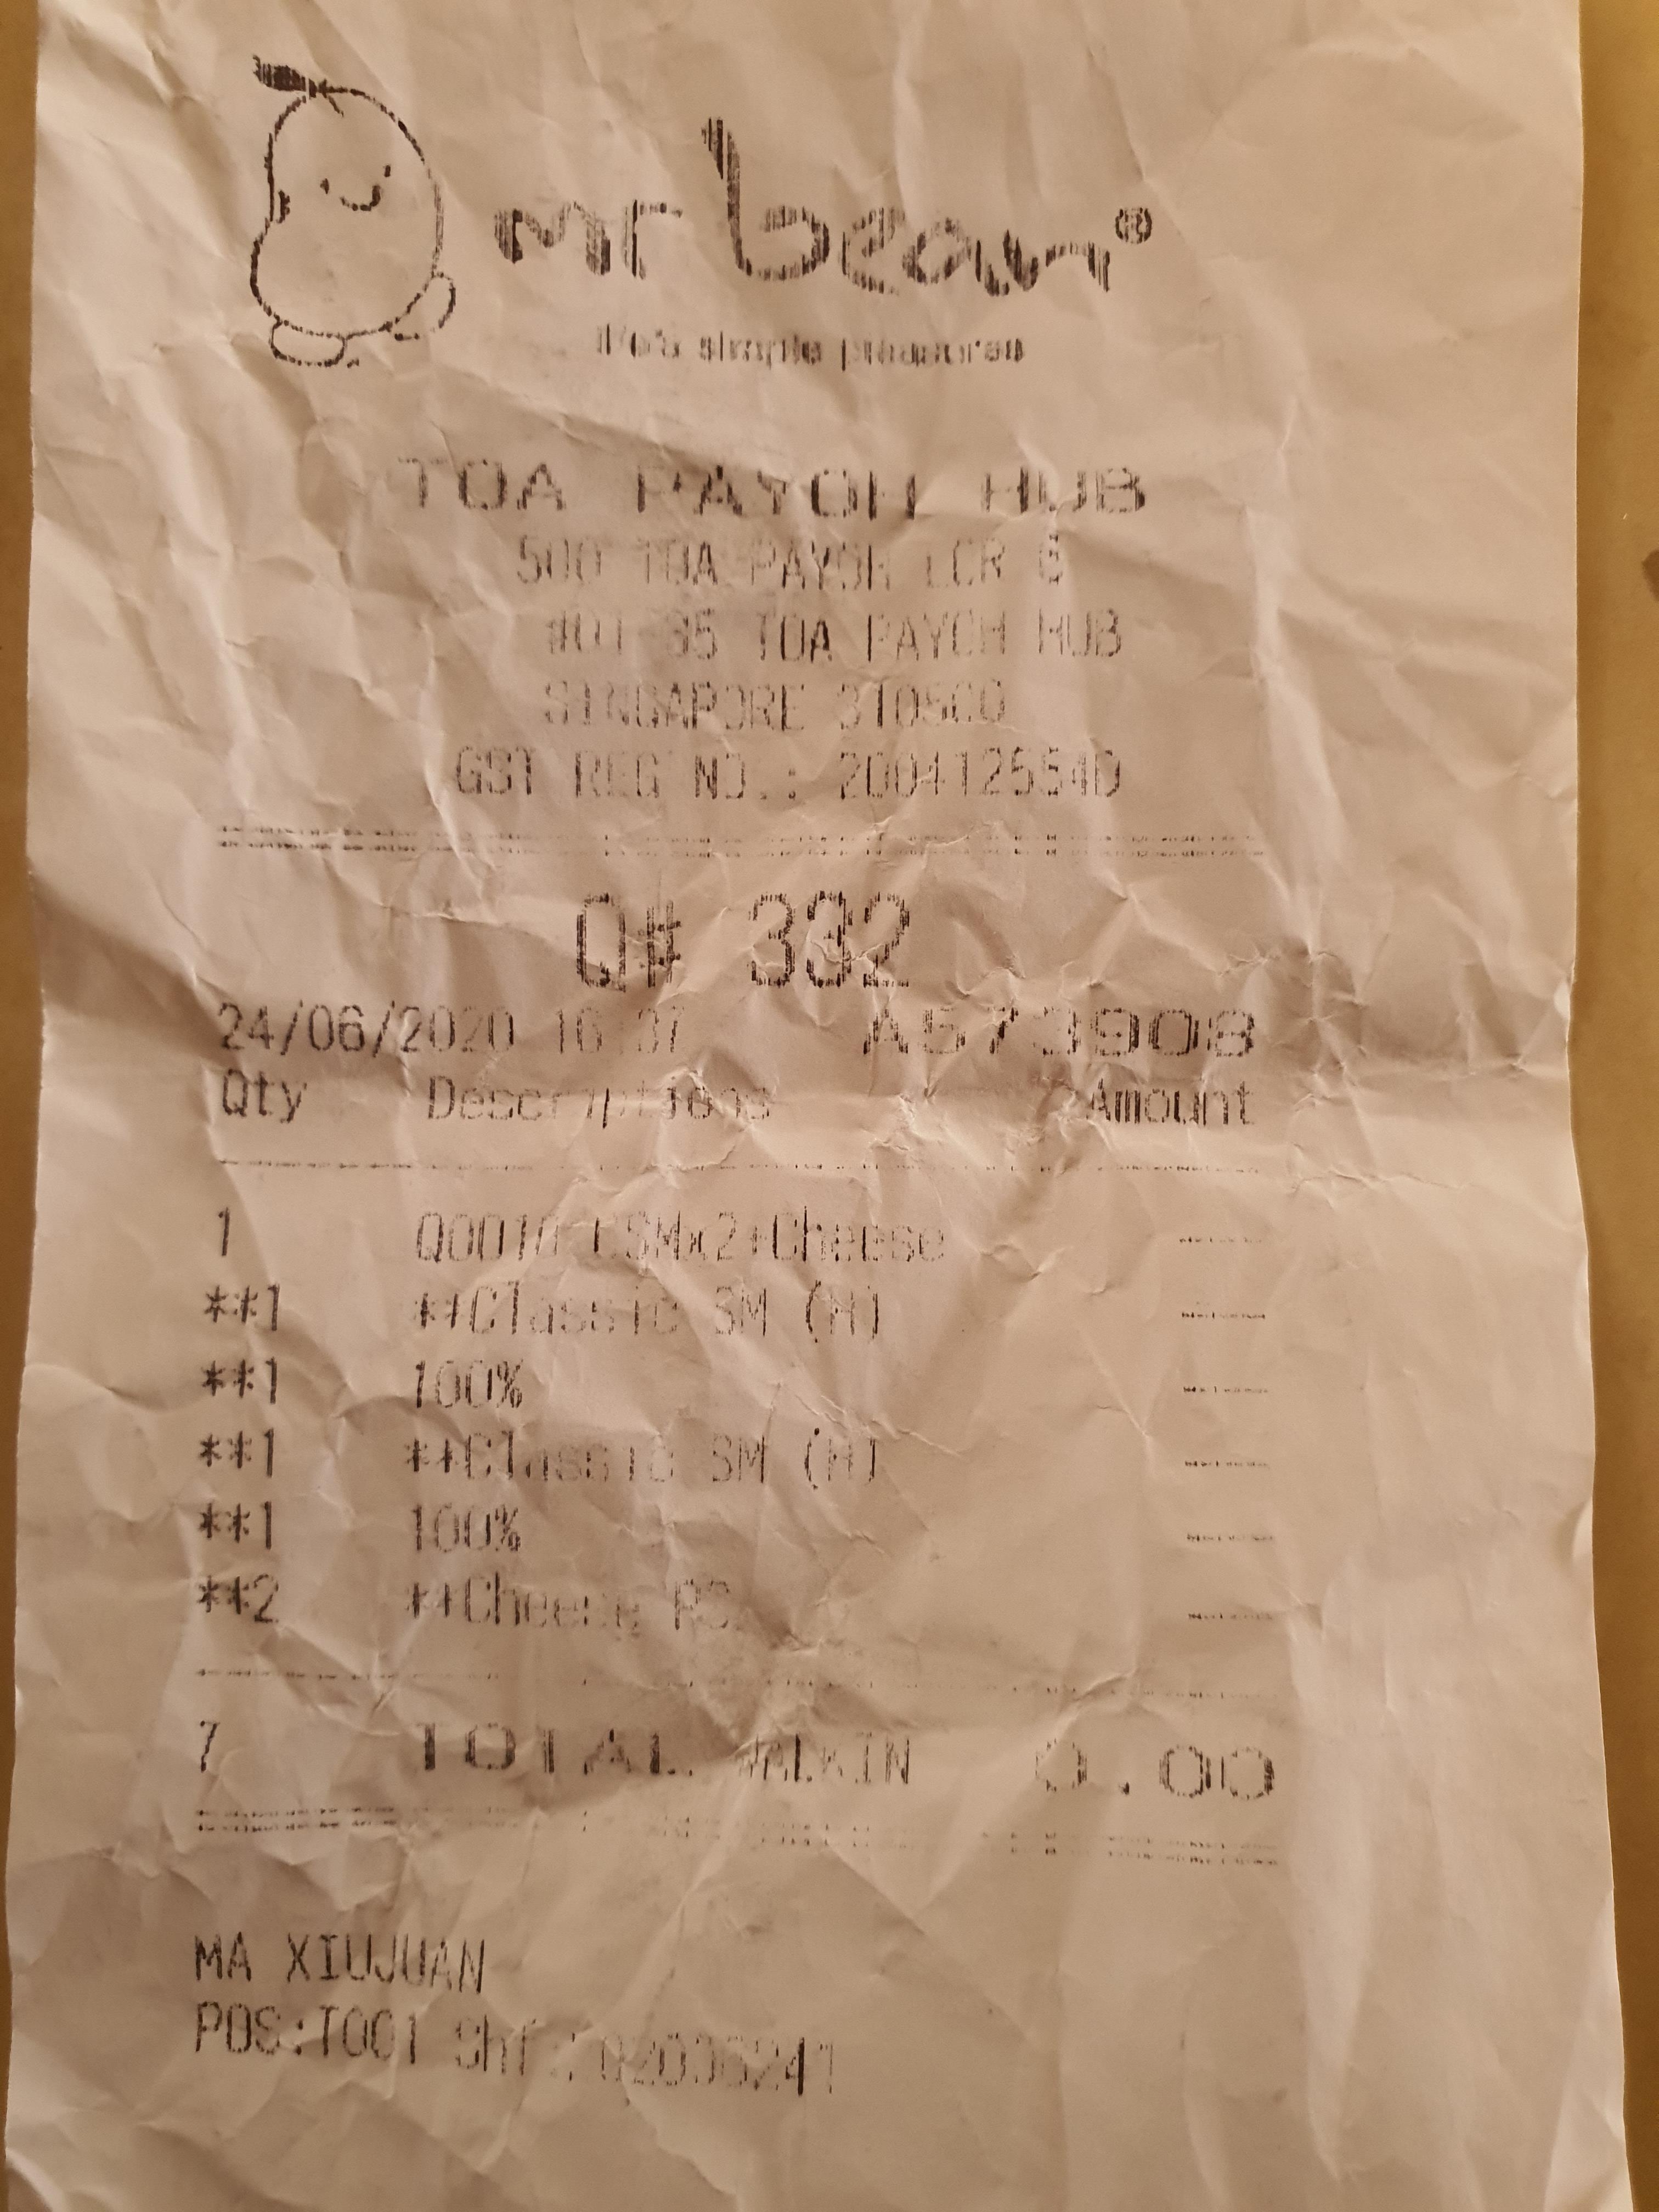 mr bean®
life's simple pleasures
TOA PAYOH HUB
500 TOA PAYOH LOR 6
#01 35 TOA PAYOH HUB
SINGAPORE 310500
GST REG NO.: 200412554D
Q# 332
24/06/2020 16:37 A573908
Qty Descriptions Amount
1 Q0010 CSMx2+Cheese
**1 **Classic SM (H)
**1 100%
**1 **Classic SM (H)
**1 100%
**2 **Cheese
7 TOTAL WALKIN 0.00
MA XIUJUAN
POS:T001